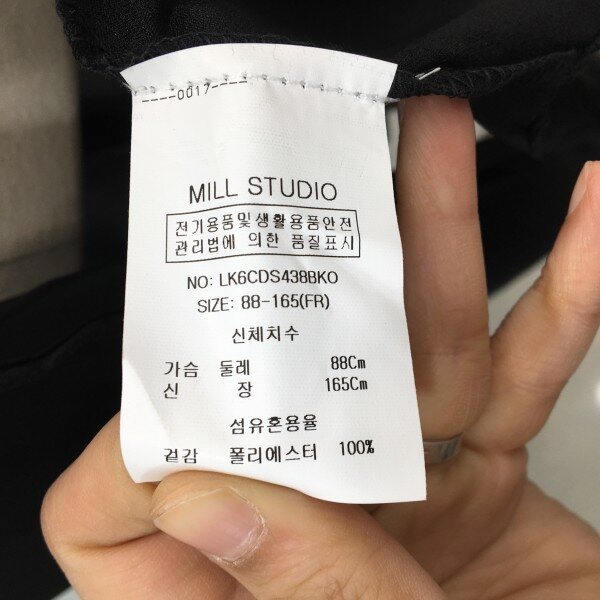 ----0017----
MILL STUDIO
전기용품및생활용품안전
관리법에 의한 품질표시
NO: LK6CDS438BKO
SIZE: 88-165(FR)
신체치수
가슴 둘레 88Cm
신 장 165Cm
섬유혼용율
겉감 폴리에스터 100%